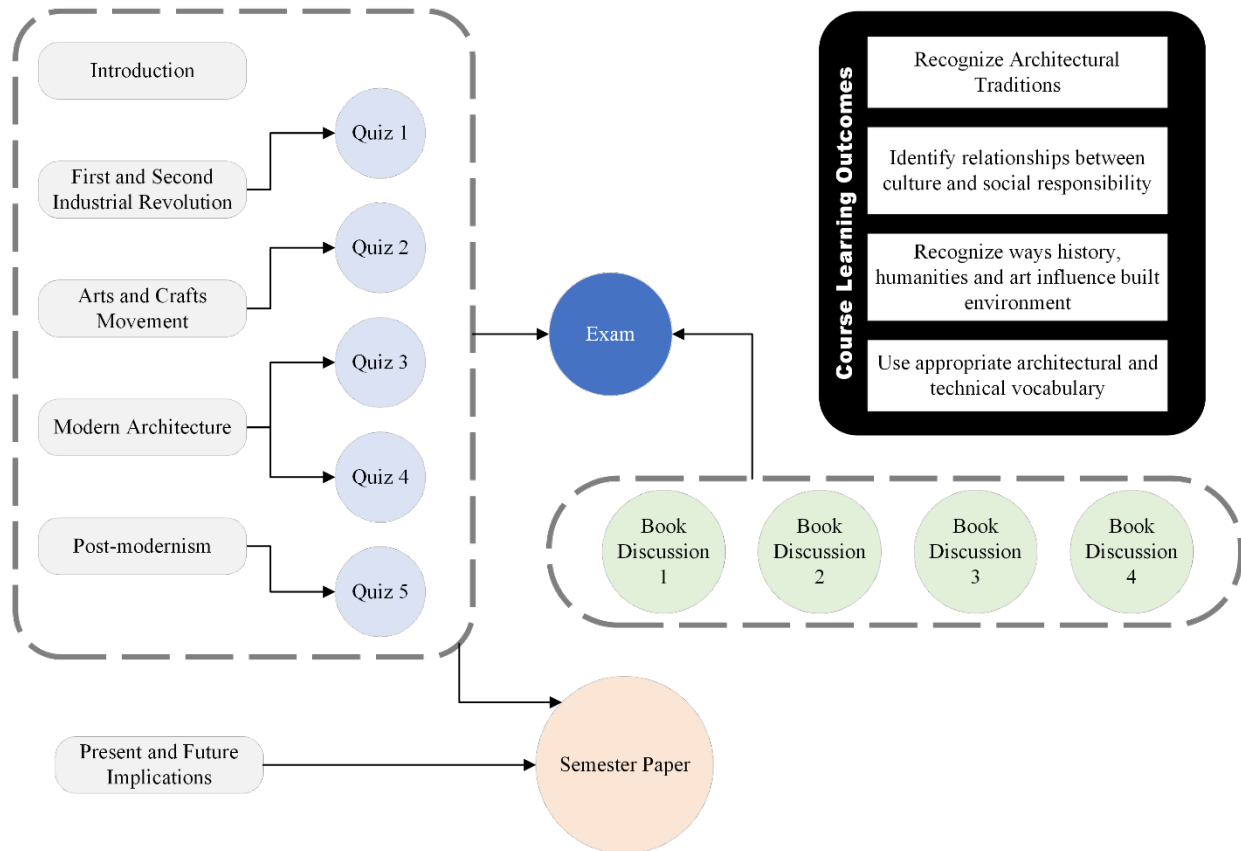 Introduction
First and Second
Industrial Revolution
Arts and Crafts
Movement
Modern Architecture
Post-modernism
Quiz 1
Quiz 2
Quiz 3
Quiz 4
Quiz 5
Exam
Course Learning Outcomes
Recognize Architectural
Traditions
Identify relationships between
culture and social responsibility
Recognize ways history,
humanities and art influence built
environment
Use appropriate architectural and
technical vocabulary
Book
Discussion
1
Book
Discussion
2
Book
Discussion
3
Book
Discussion
4
Present and Future
Implications
Semester Paper